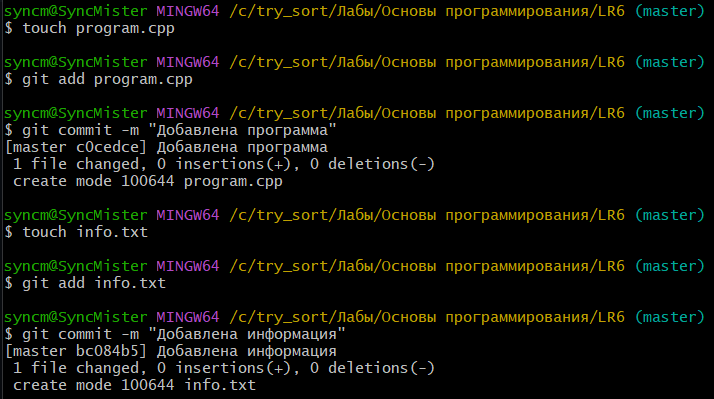 syncm@SyncMister MINGW64 /c/try_sort/Лабы/Основы программирования/LR6 (master)
$ touch program.cpp
syncm@SyncMister MINGW64 /c/try_sort/Лабы/Основы программирования/LR6 (master)
$ git add program.cpp
syncm@SyncMister MINGW64 /c/try_sort/Лабы/Основы программирования/LR6 (master)
$ git commit -m "Добавлена программа"
[master c0cedce] Добавлена программа
1 file changed, 0 insertions(+), 0 deletions(-)
create mode 100644 program.cpp
syncm@SyncMister MINGW64 /c/try_sort/Лабы/Основы программирования/LR6 (master)
$ touch info.txt
syncm@SyncMister MINGW64 /c/try_sort/Лабы/Основы программирования/LR6 (master)
$ git add info.txt
syncm@SyncMister MINGW64 /c/try_sort/Лабы/Основы программирования/LR6 (master)
$ git commit -m "Добавлена информация"
[master bc084b5] Добавлена информация
1 file changed, 0 insertions(+), 0 deletions(-)
create mode 100644 info.txt